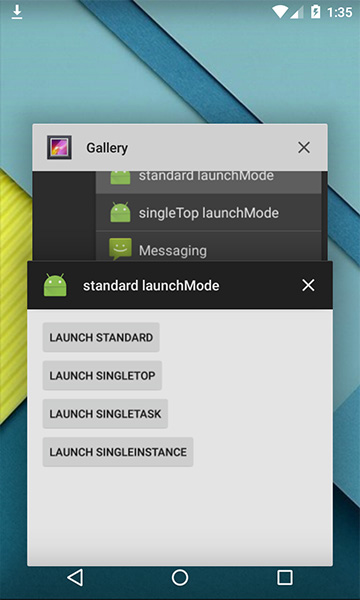 1:35
Gallery
standard launchMode
singleTop launchMode
Messaging
standard launchMode
LAUNCH STANDARD
LAUNCH SINGLETOP
LAUNCH SINGLETASK
LAUNCH SINGLEINSTANCE